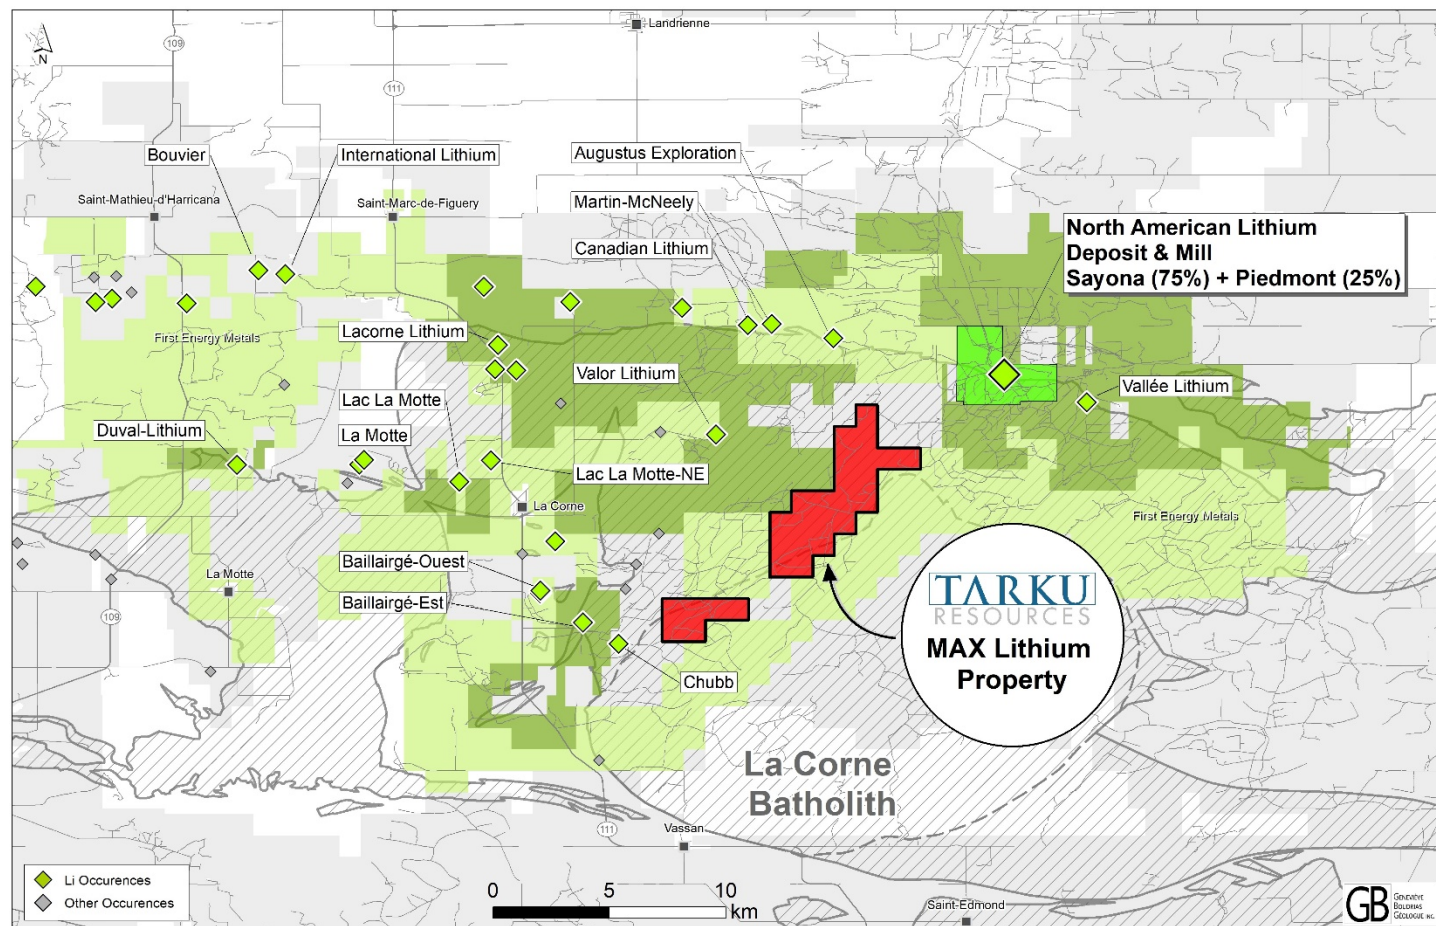 Landrienne
109
N
111
Bouvier
International Lithium
Augustus Exploration
Saint-Mathieu-d'Harricana
Saint-Marc-de-Figuery
Martin-McNeely
Canadian Lithium
North American Lithium
Deposit & Mill
Sayona (75%) + Piedmont (25%)
First Energy Metals
Lacorne Lithium
Valor Lithium
Vallée Lithium
Lac La Motte
La Motte
Duval-Lithium
Lac La Motte-NE
La Corne
First Energy Metals
Baillairgé-Ouest
La Motte
Baillairgé-Est
109
TARKU
RESOURCES
MAX Lithium
Property
Chubb
La Corne
Batholith
111
Vassan
Li Occurences
Other Occurences
0 5 10
km
Saint-Edmond
GB
GENEVIÈVE
BOUDRIAS
GÉOLOGUE INC.